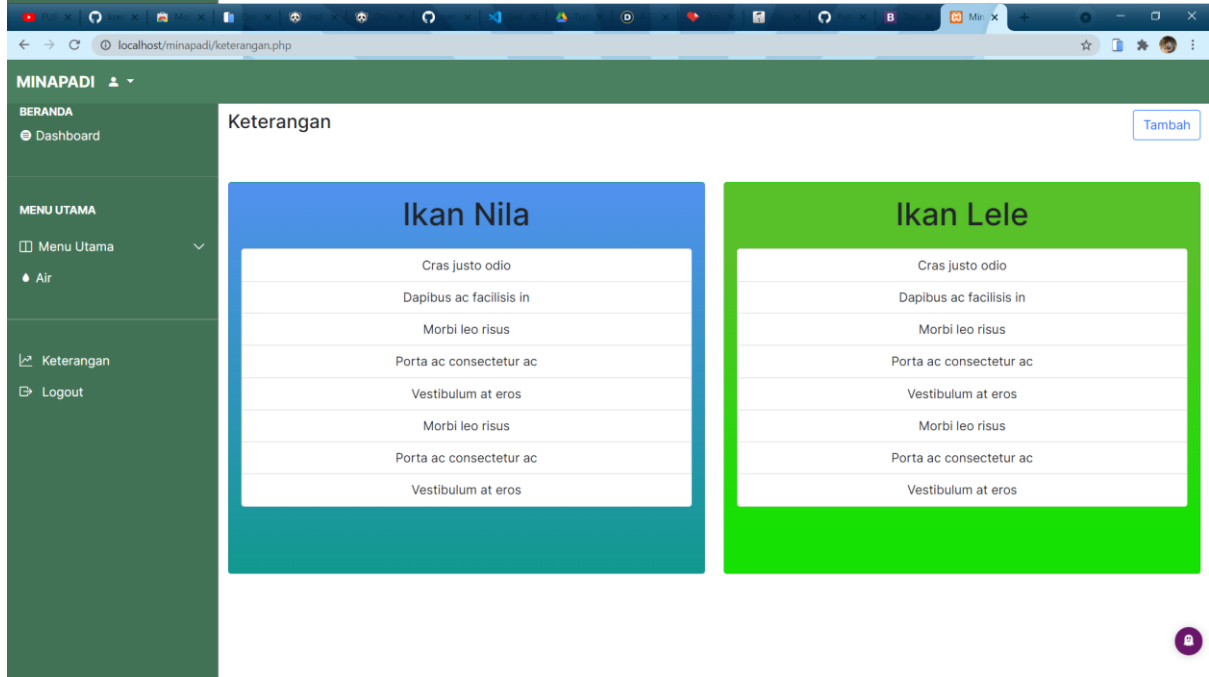 localhost/minapadi/keterangan.php
MINAPADI
BERANDA
Dashboard
MENU UTAMA
Menu Utama
Air
Keterangan
Logout
Keterangan
Tambah
Ikan Nila
Cras justo odio
Dapibus ac facilisis in
Morbi leo risus
Porta ac consectetur ac
Vestibulum at eros
Morbi leo risus
Porta ac consectetur ac
Vestibulum at eros
Ikan Lele
Cras justo odio
Dapibus ac facilisis in
Morbi leo risus
Porta ac consectetur ac
Vestibulum at eros
Morbi leo risus
Porta ac consectetur ac
Vestibulum at eros